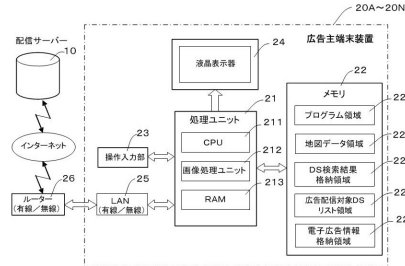 20A～20N
配信サーバー
10
広告主端末装置
24
液晶表示器
22
メモリ
プログラム領域
22
地図データ領域
22
DS検索結果
格納領域
22
広告配信対象DS
リスト領域
22
電子広告情報
格納領域
22
21
処理ユニット
211
CPU
212
画像処理ユニット
213
RAM
23
操作入力部
インターネット
26
ルーター
(有線／無線)
25
LAN
(有線／無線)